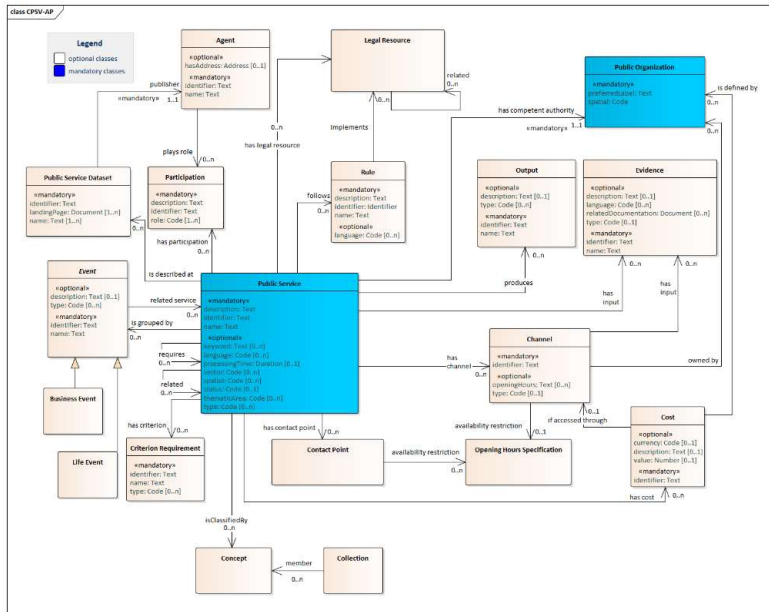 class CPSV-AP
Legend
optional classes
mandatory classes
Agent
«optional»
hasAddress: Address [0..1]
«mandatory»
identifier: Text
name: Text
publisher
«mandatory»
1..1
plays role
0..n
Legal Resource
0..n
related
0..n
Implements
0..n
has legal resource
Public Organization
«mandatory»
preferredLabel: Text
spatial: Code
is defined by
0..n
0..n
has competent authority
1..1
«mandatory»
Public Service Dataset
«mandatory»
identifier: Text
landingPage: Document [1..n]
name: Text [1..n]
0..n
is described at
Participation
«mandatory»
description: Text
identifier: Text
role: Code [1..n]
has participation
0..n
Rule
«mandatory»
description: Text
identifier: Identifier
name: Text
«optional»
language: Code [0..n]
follows
0..n
Output
«optional»
description: Text [0..1]
type: Code [0..n]
«mandatory»
identifier: Text
name: Text
0..n
produces
Evidence
«optional»
description: Text [0..1]
language: Code [0..n]
relatedDocumentation: Document [0..n]
type: Code [0..1]
«mandatory»
identifier: Text
name: Text
0..n
has
input
0..n
has
input
Event
«optional»
description: Text [0..1]
type: Code [0..n]
«mandatory»
identifier: Text
name: Text
related service
0..n
is grouped by
0..n
Public Service
«mandatory»
description: Text
identifier: Text
name: Text
«optional»
keyword: Text [0..n]
language: Code [0..n]
processingTime: Duration [0..1]
sector: Code [0..n]
spatial: Code [0..n]
status: Code [0..1]
thematicArea: Code [0..n]
type: Code [0..n]
requires
0..n
related
0..n
Business Event
Life Event
has criterion
0..n
Criterion Requirement
«mandatory»
identifier: Text
name: Text
type: Code [0..n]
has contact point
0..n
Contact Point
availability restriction
0..n
has
channel
0..n
Channel
«mandatory»
identifier: Text
«optional»
openingHours: Text [0..n]
type: Code [0..1]
owned by
availability restriction
0..1
0..1
if accessed through
Opening Hours Specification
Cost
«optional»
currency: Code [0..1]
description: Text [0..1]
value: Number [0..1]
«mandatory»
identifier: Text
has cost
0..n
isClassifiedBy
0..n
Concept
member
0..n
Collection